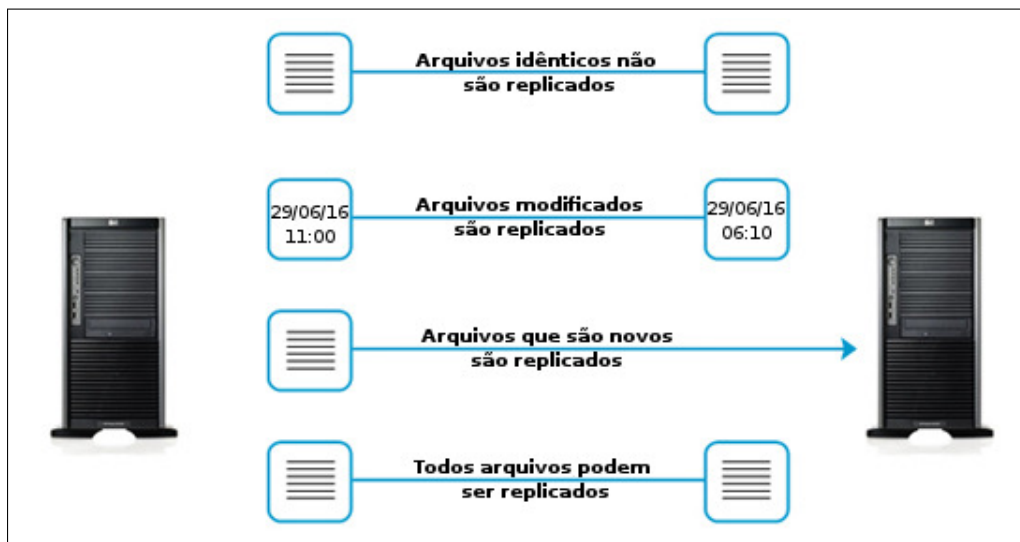 Arquivos idênticos não
são replicados
29/06/16
11:00
Arquivos modificados
são replicados
29/06/16
06:10
Arquivos que são novos
são replicados
Todos arquivos podem
ser replicados